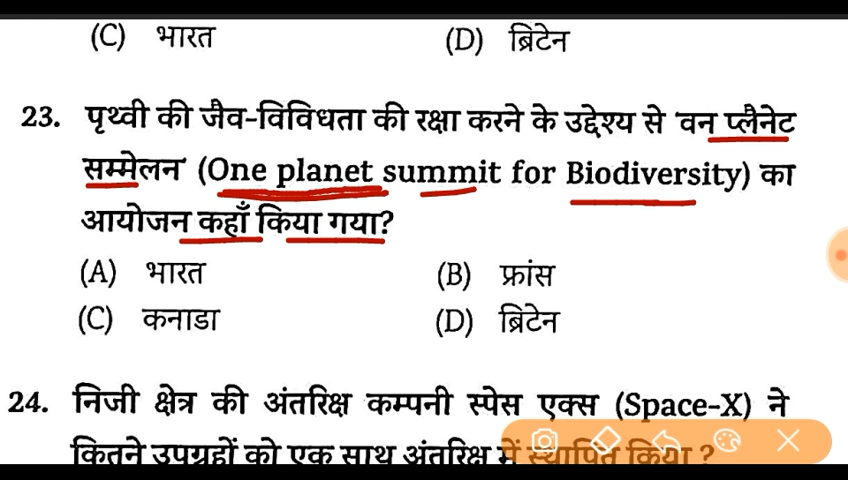 (C) भारत (D) ब्रिटेन
23. पृथ्वी की जैव-विविधता की रक्षा करने के उद्देश्य से 'वन प्लैनेट
सम्मेलन' (One planet summit for Biodiversity) का
आयोजन कहाँ किया गया?
(A) भारत (B) फ्रांस
(C) कनाडा (D) ब्रिटेन
24. निजी क्षेत्र की अंतरिक्ष कम्पनी स्पेस एक्स (Space-X) ने
कितने उपग्रहों को एक साथ अंतरिक्ष में स्थापित किया ?